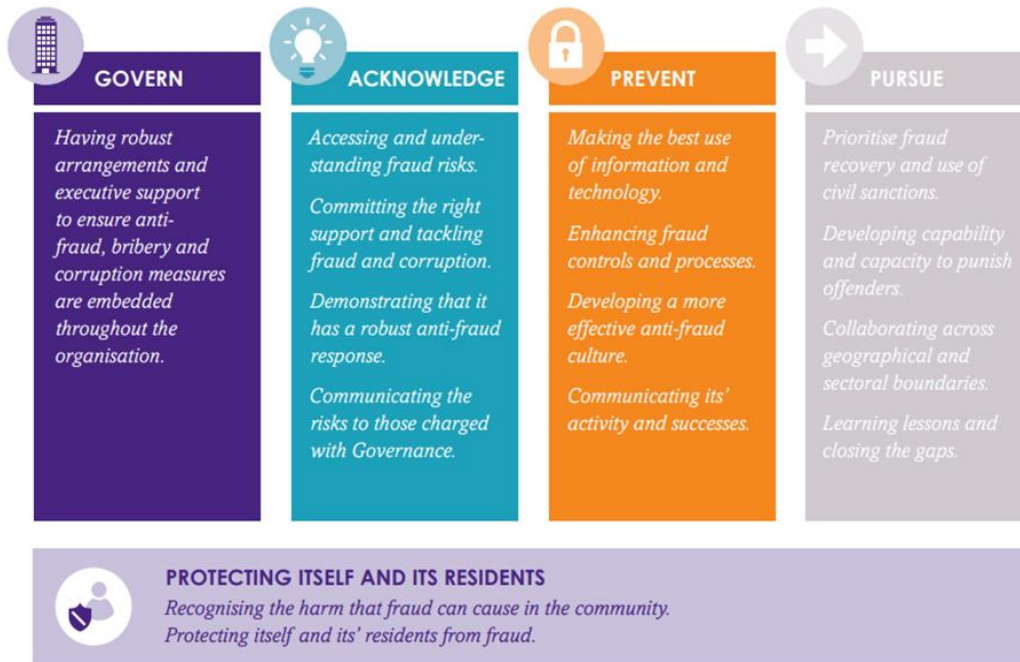 GOVERN
Having robust
arrangements and
executive support
to ensure anti-
fraud, bribery and
corruption measures
are embedded
throughout the
organisation.
ACKNOWLEDGE
Accessing and under-
standing fraud risks.
Committing the right
support and tackling
fraud and corruption.
Demonstrating that it
has a robust anti-fraud
response.
Communicating the
risks to those charged
with Governance.
PREVENT
Making the best use
of information and
technology.
Enhancing fraud
controls and processes.
Developing a more
effective anti-fraud
culture.
Communicating its’
activity and successes.
PURSUE
Prioritise fraud
recovery and use of
civil sanctions.
Developing capability
and capacity to punish
offenders.
Collaborating across
geographical and
sectoral boundaries.
Learning lessons and
closing the gaps.
PROTECTING ITSELF AND ITS RESIDENTS
Recognising the harm that fraud can cause in the community.
Protecting itself and its’ residents from fraud.